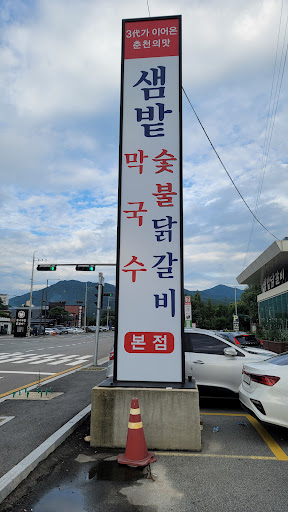 3代가 이어온
춘천의맛
샘밭
막국수
숯불닭갈비
본점